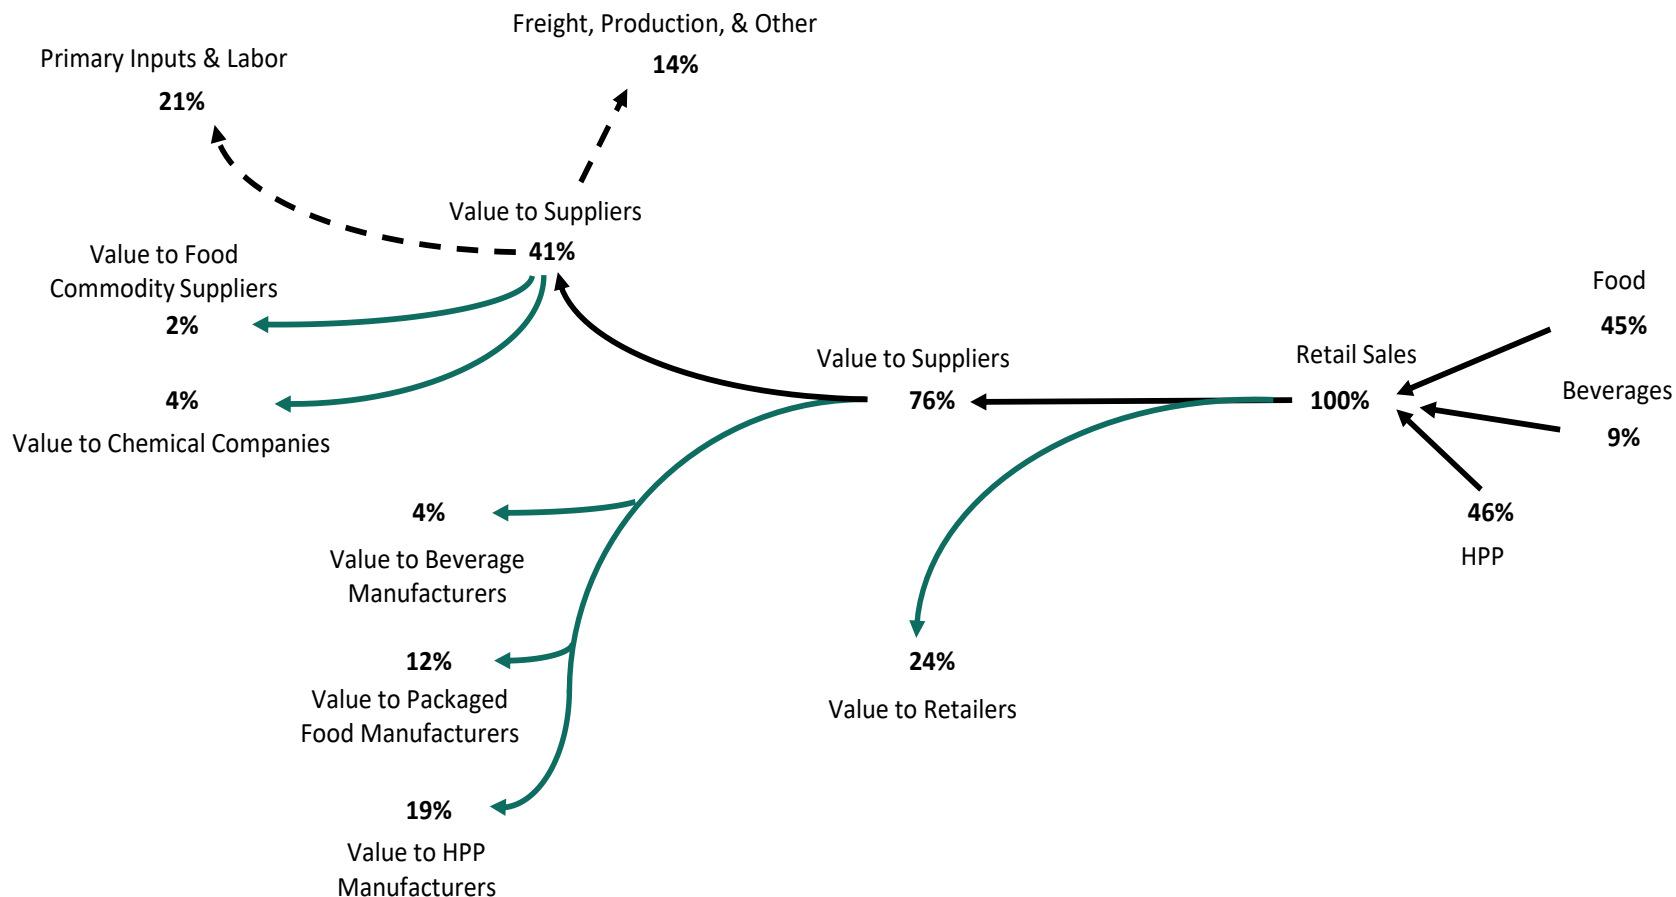 Freight, Production, & Other
14%
Primary Inputs & Labor
21%
Value to Suppliers
41%
Value to Food
Commodity Suppliers
2%
4%
Value to Chemical Companies
Value to Suppliers
76%
Retail Sales
100%
Food
45%
Beverages
9%
46%
HPP
4%
Value to Beverage
Manufacturers
12%
Value to Packaged
Food Manufacturers
19%
Value to HPP
Manufacturers
24%
Value to Retailers